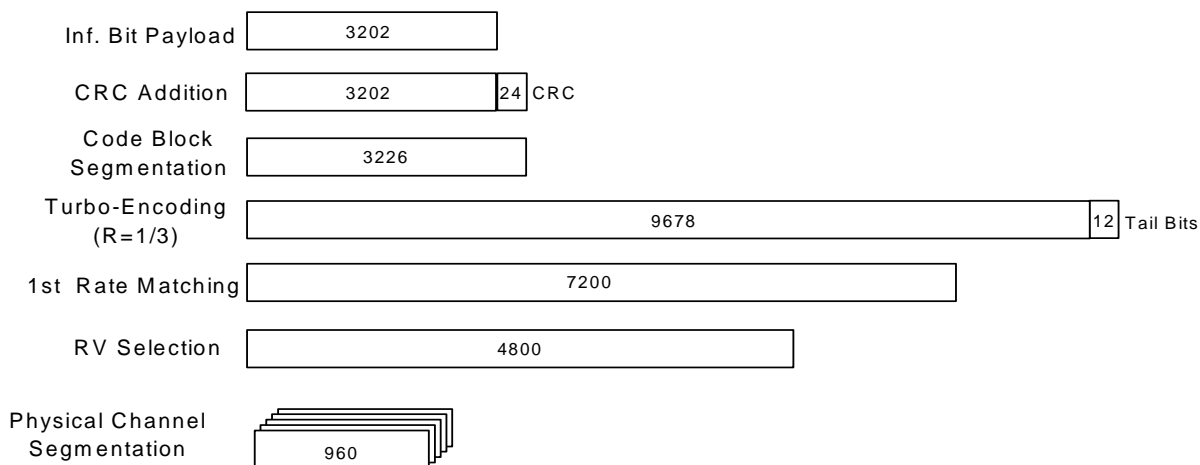 Inf. Bit Payload
3202
CRC Addition
3202
24
CRC
Code Block
Segmentation
3226
Turbo-Encoding
(R=1/3)
9678
12
Tail Bits
1st Rate Matching
7200
RV Selection
4800
Physical Channel
Segmentation
960